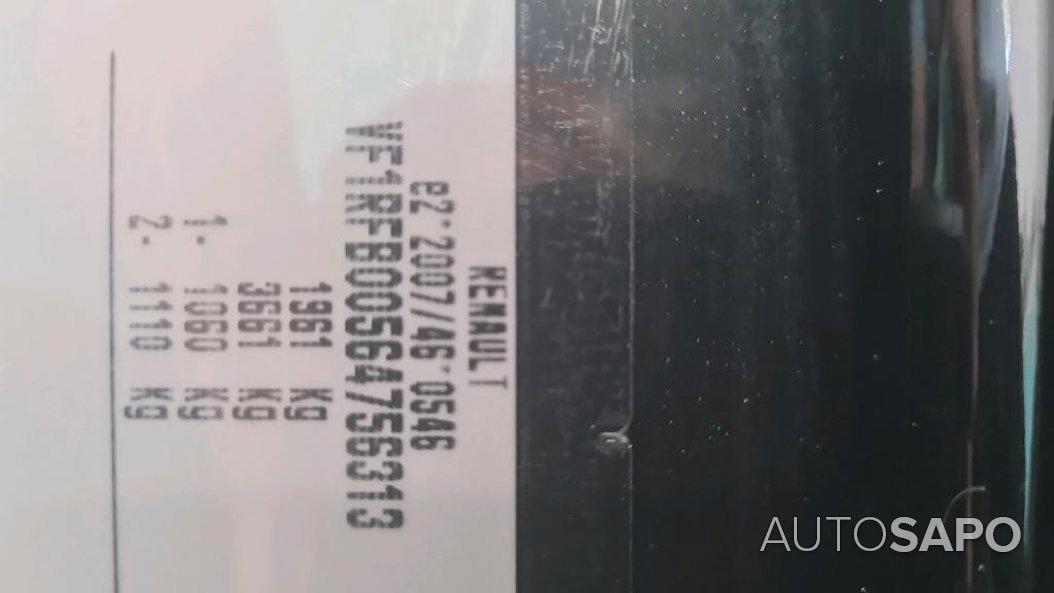 RENAULT
e2*2007/46*0546
VF1RFB00564756313
1961 Kg
3661 Kg
1- 1060 Kg
2- 1110 Kg
AUTOSAPO